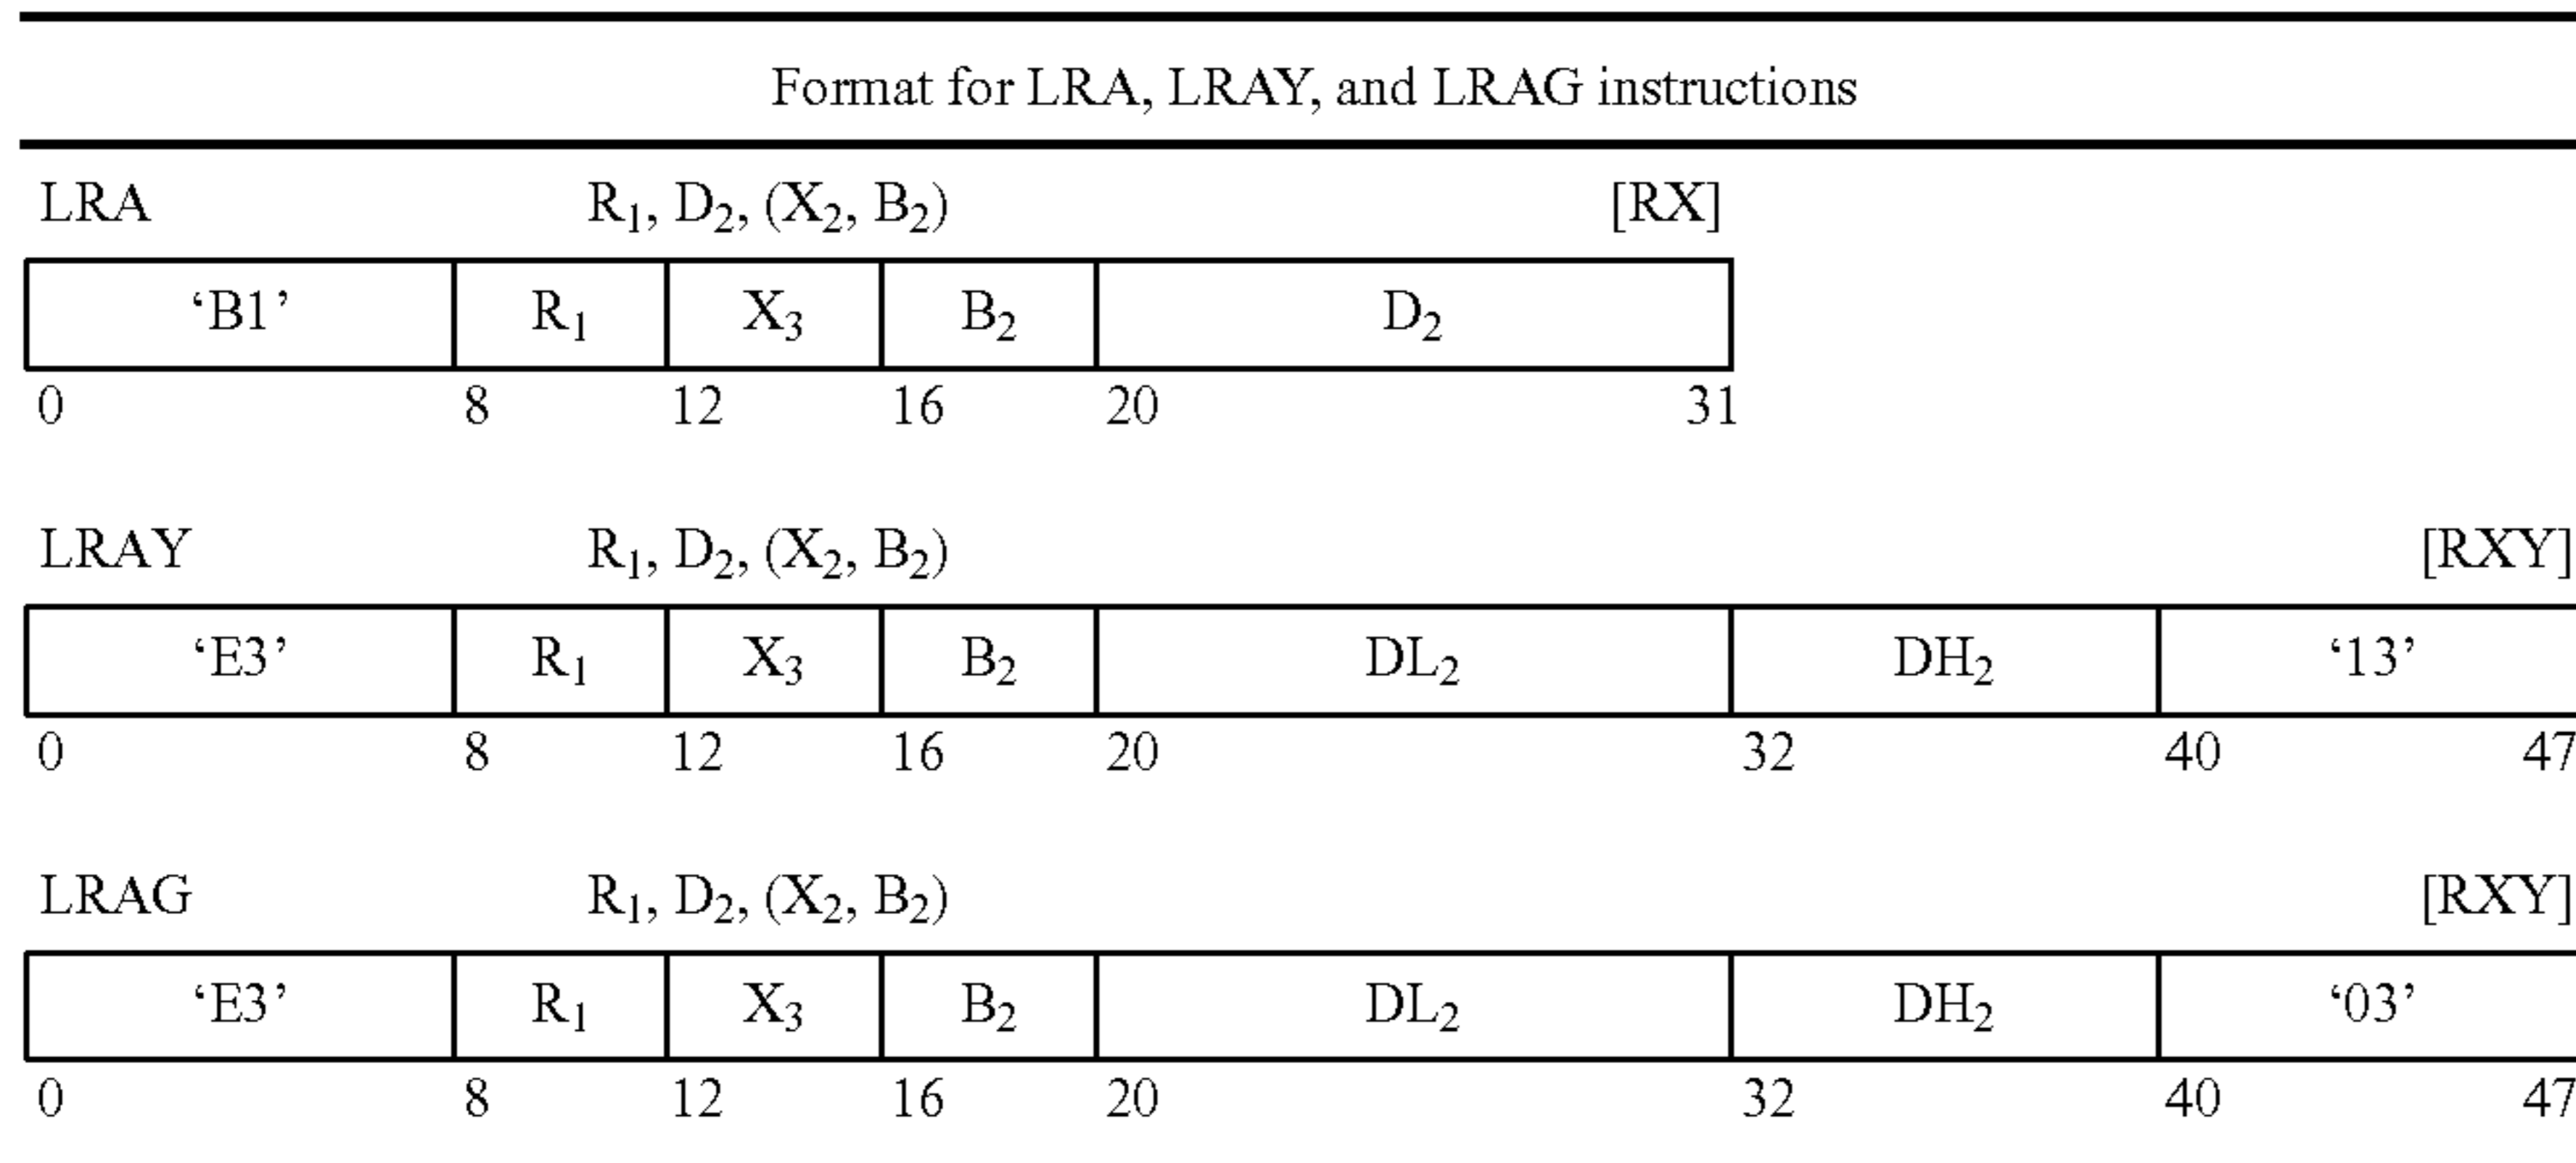 Format for LRA, LRAY, and LRAG instructions
LRA R₁, D₂, (X₂, B₂) [RX]
‘B1’ R₁ X₃ B₂ D₂
0 8 12 16 20 31
LRAY R₁, D₂, (X₂, B₂) [RXY]
‘E3’ R₁ X₃ B₂ DL₂ DH₂ ‘13’
0 8 12 16 20 32 40 47
LRAG R₁, D₂, (X₂, B₂) [RXY]
‘E3’ R₁ X₃ B₂ DL₂ DH₂ ‘03’
0 8 12 16 20 32 40 47